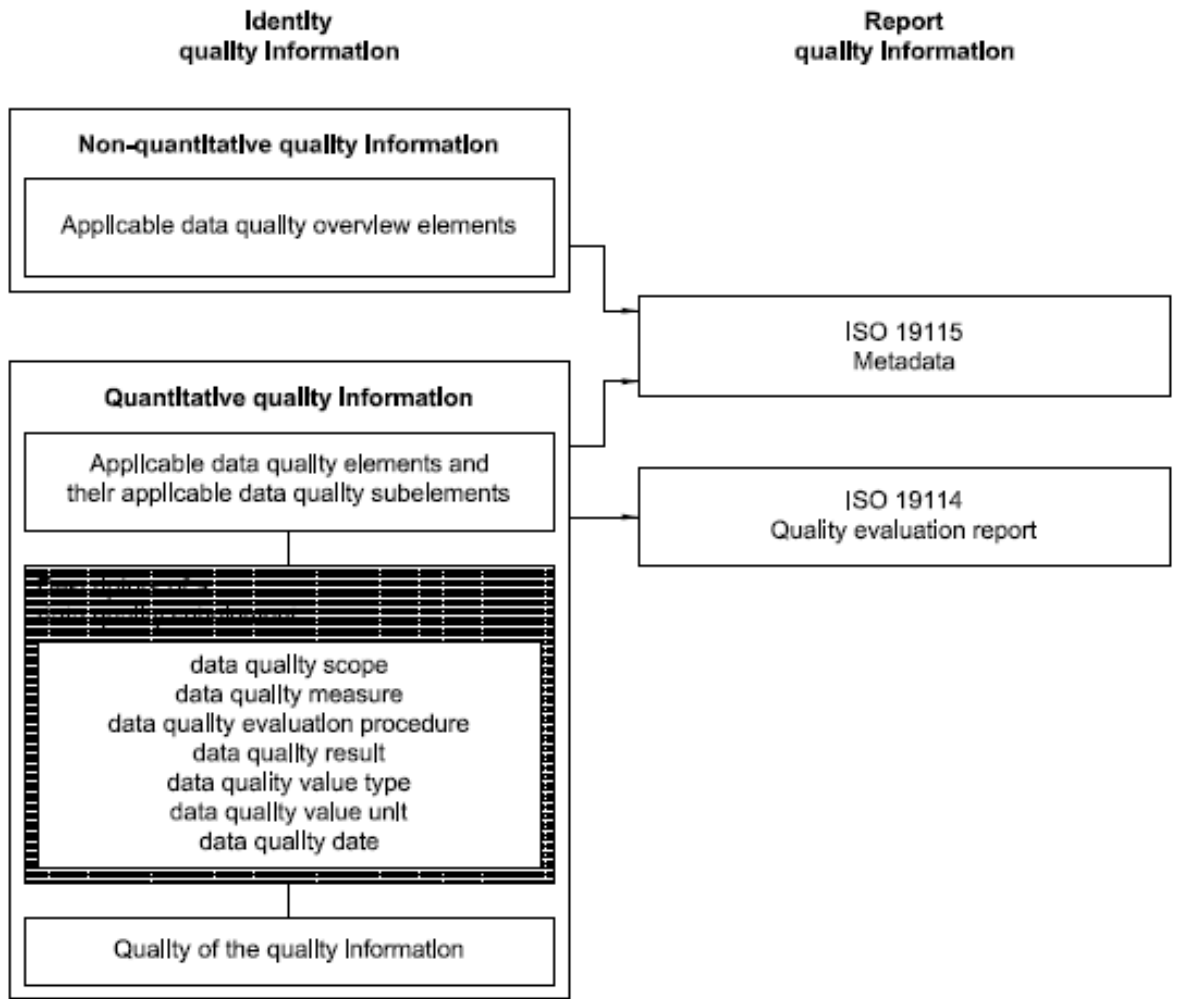 Identity
quality Information
Report
quality Information
Non-quantitative quality Information
Applicable data quality overview elements
ISO 19115
Metadata
Quantitative quality Information
Applicable data quality elements and
their applicable data quality subelements
ISO 19114
Quality evaluation report
data quality scope
data quality measure
data quality evaluation procedure
data quality result
data quality value type
data quality value unit
data quality date
Quality of the quality Information